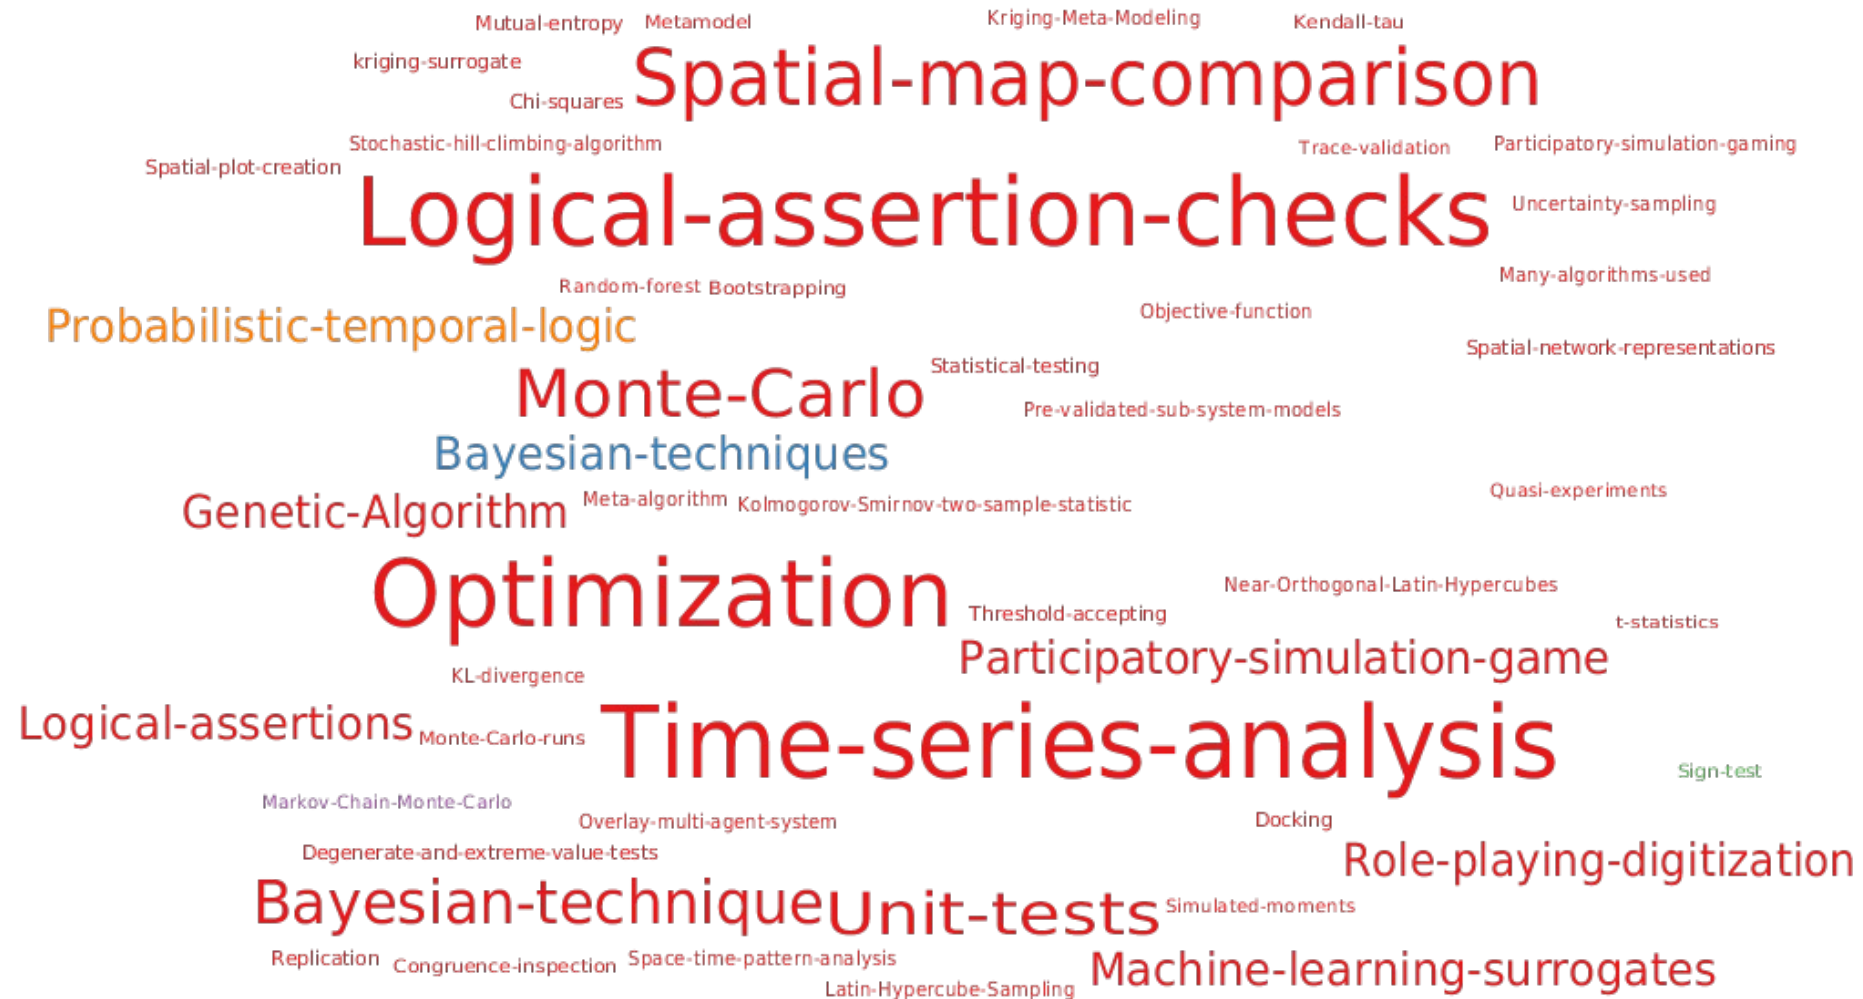 Mutual-entropy Metamodel Kriging-Meta-Modeling Kendall-tau
kriging-surrogate
Spatial-map-comparison
Chi-squares
Stochastic-hill-climbing-algorithm Trace-validation Participatory-simulation-gaming
Spatial-plot-creation
Logical-assertion-checks
Uncertainty-sampling
Many-algorithms-used
Random-forest Bootstrapping
Objective-function
Probabilistic-temporal-logic
Spatial-network-representations
Statistical-testing
Monte-Carlo
Pre-validated-sub-system-models
Bayesian-techniques
Quasi-experiments
Genetic-Algorithm Meta-algorithm Kolmogorov-Smirnov-two-sample-statistic
Near-Orthogonal-Latin-Hypercubes
Optimization
Threshold-accepting
t-statistics
Participatory-simulation-game
KL-divergence
Logical-assertions Monte-Carlo-runs Time-series-analysis
Sign-test
Markov-Chain-Monte-Carlo
Overlay-multi-agent-system Docking
Degenerate-and-extreme-value-tests
Role-playing-digitization
Bayesian-technique Unit-tests Simulated-moments
Replication Congruence-inspection Space-time-pattern-analysis
Machine-learning-surrogates
Latin-Hypercube-Sampling